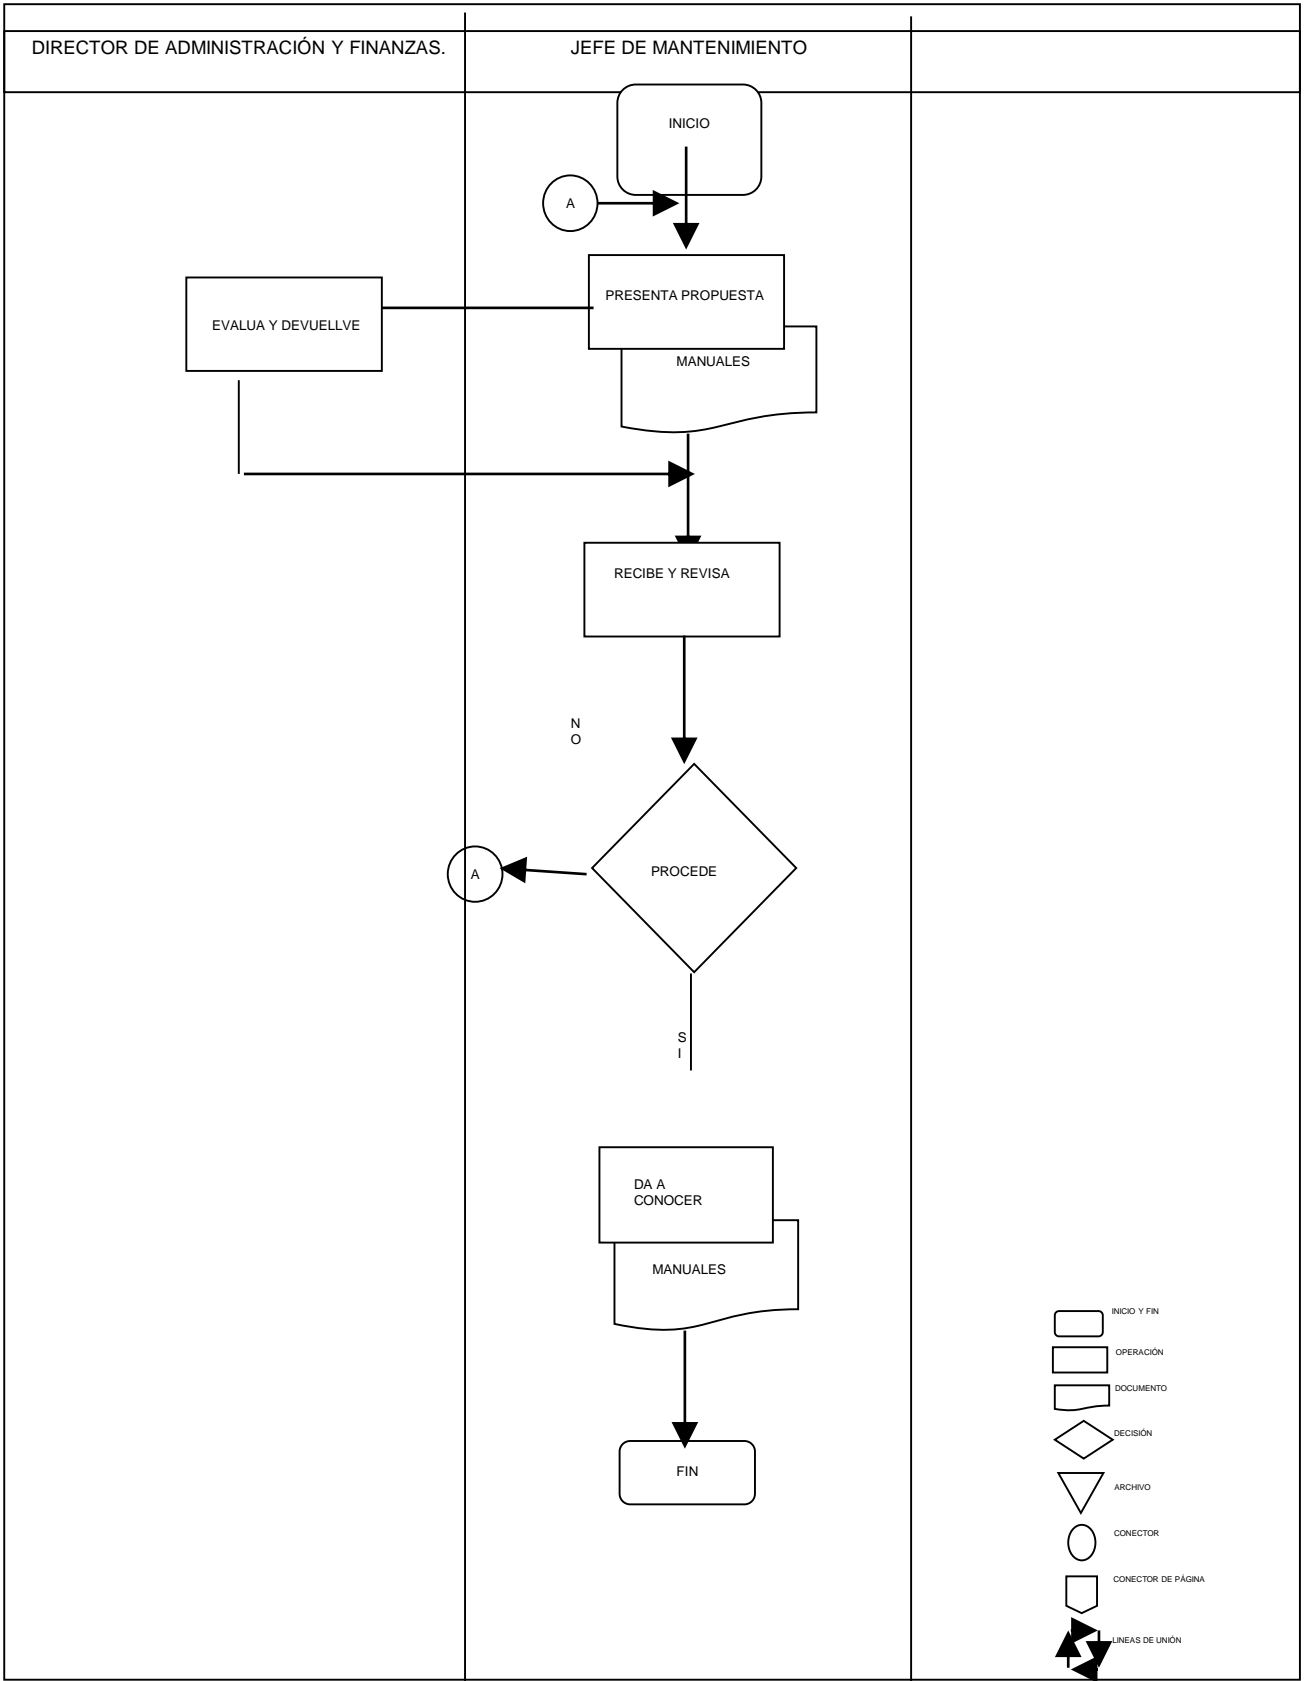 DIRECTOR DE ADMINISTRACIÓN Y FINANZAS.
JEFE DE MANTENIMIENTO
INICIO
A
PRESENTA PROPUESTA
EVALUA Y DEVUELLVE
MANUALES
RECIBE Y REVISA
N
O
PROCEDE
A
S
I
DA A
CONOCER
MANUALES
FIN
INICIO Y FIN
OPERACIÓN
DOCUMENTO
DECISIÓN
ARCHIVO
CONECTOR
CONECTOR DE PÁGINA
LINEAS DE UNIÓN